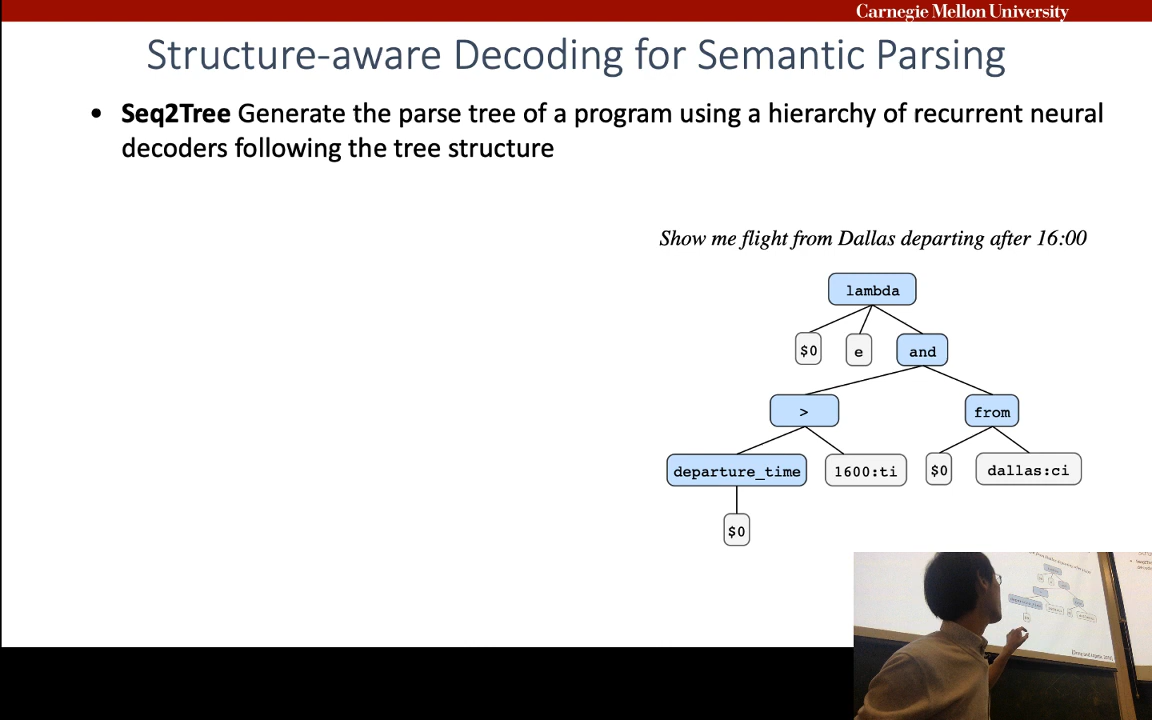 Carnegie Mellon University
Structure-aware Decoding for Semantic Parsing
• Seq2Tree Generate the parse tree of a program using a hierarchy of recurrent neural
decoders following the tree structure
Show me flight from Dallas departing after 16:00
lambda
$0 e and
> from
departure_time 1600:ti $0 dallas:ci
$0